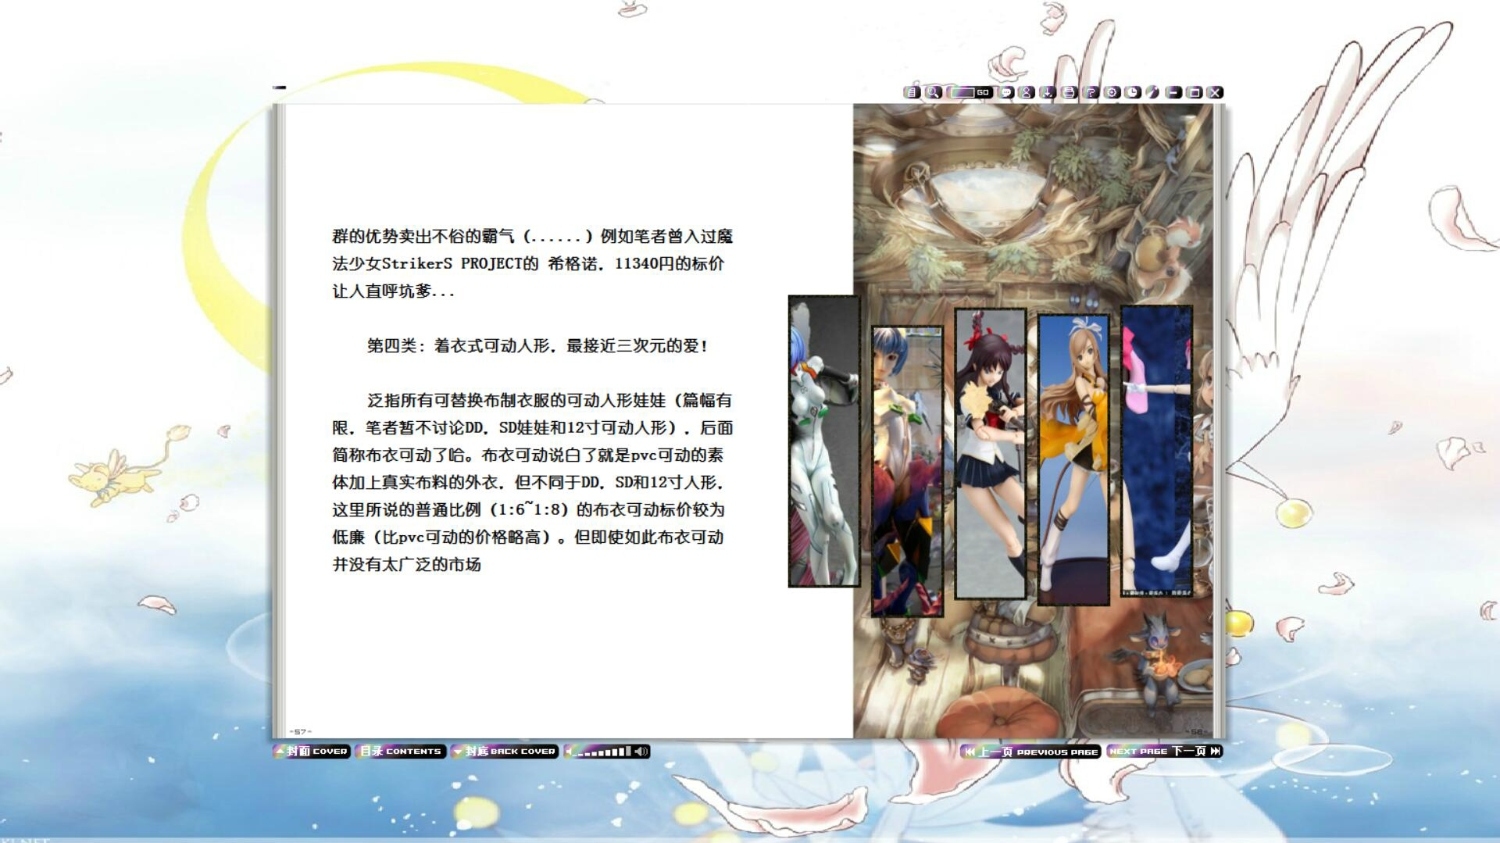 GO
群的优势卖出不俗的霸气（......）例如笔者曾入过魔
法少女StrikerS PROJECT的 希格诺，11340円的标价
让人直呼坑爹...
第四类：着衣式可动人形，最接近三次元的爱！
泛指所有可替换布制衣服的可动人形娃娃（篇幅有
限，笔者暂不讨论DD，SD娃娃和12寸可动人形），后面
简称布衣可动了哈。布衣可动说白了就是pvc可动的素
体加上真实布料的外衣，但不同于DD，SD和12寸人形，
这里所说的普通比例（1:6~1:8）的布衣可动标价较为
低廉（比pvc可动的价格略高）。但即使如此布衣可动
并没有太广泛的市场
-57-
-58-
封面 COVER
目录 CONTENTS
封底 BACK COVER
上一页 PREVIOUS PAGE
NEXT PAGE 下一页